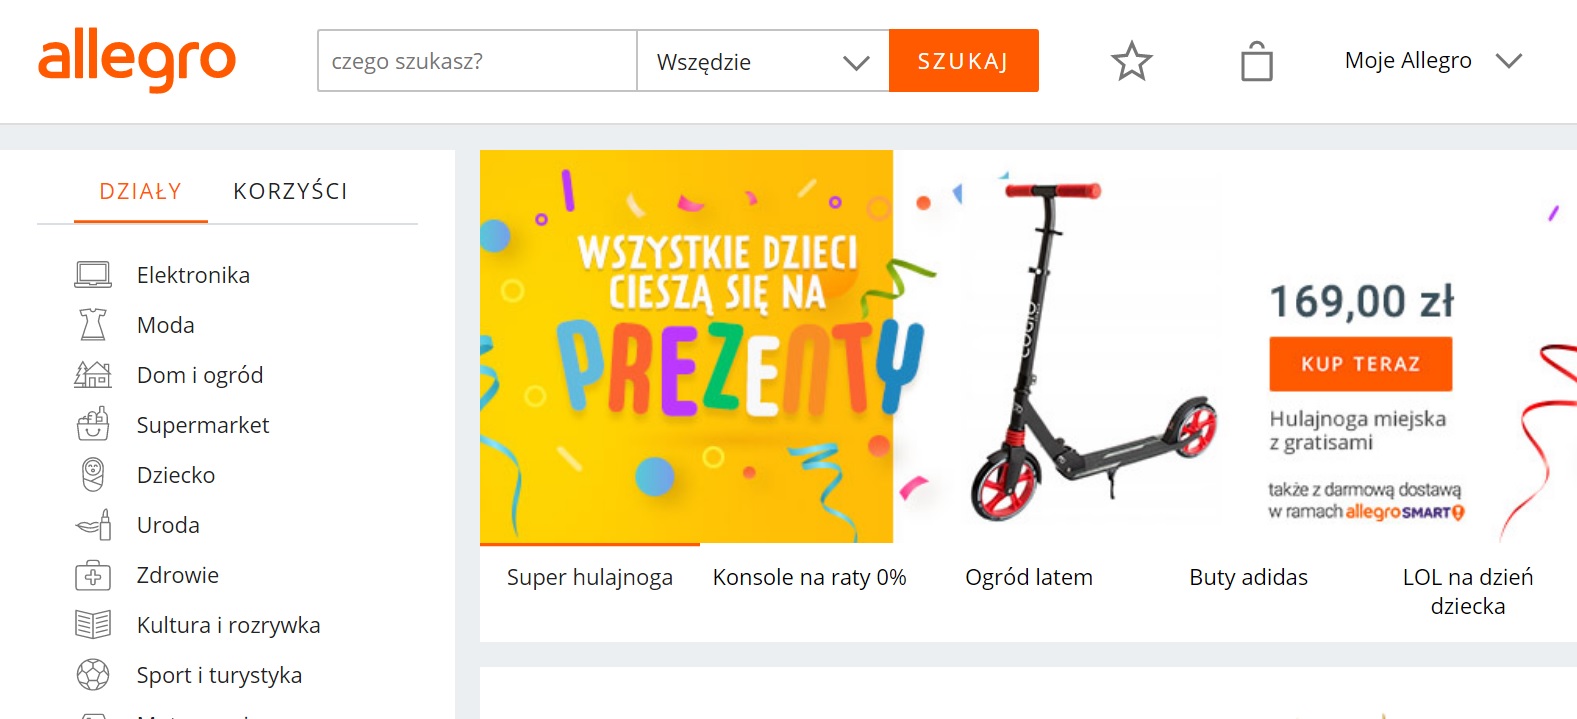 allegro
czego szukasz?
Wszędzie
SZUKAJ
Moje Allegro
DZIAŁY
KORZYŚCI
Elektronika
Moda
Dom i ogród
Supermarket
Dziecko
Uroda
Zdrowie
Kultura i rozrywka
Sport i turystyka
WSZYSTKIE DZIECI
CIESZĄ SIĘ NA
PREZENTY
169,00 zł
KUP TERAZ
Hulajnoga miejska
z gratisami
także z darmową dostawą
w ramach allegro SMART!
Super hulajnoga
Konsole na raty 0%
Ogród latem
Buty adidas
LOL na dzień
dziecka